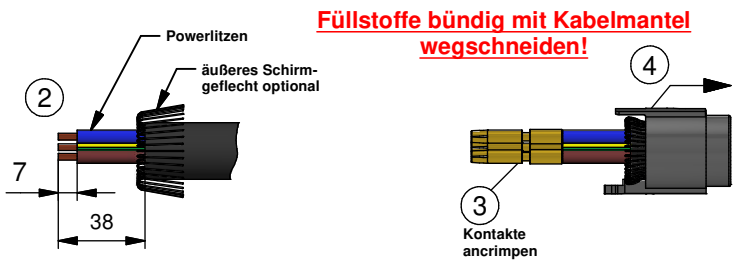 Füllstoffe bündig mit Kabelmantel
wegschneiden!
Powerlitzen
äußeres Schirm-
geflecht optional
2
7
38
4
3
Kontakte
ancrimpen